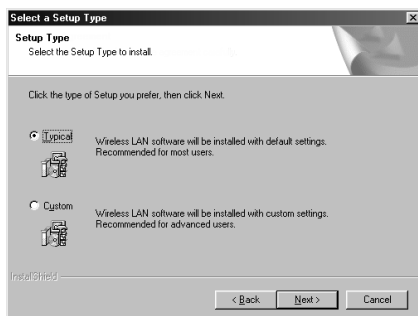 Select a Setup Type
Setup Type
Select the Setup Type to install.
Click the type of Setup you prefer, then click Next.
Typical
Wireless LAN software will be installed with default settings.
Recommended for most users.
Custom
Wireless LAN software will be installed with custom settings.
Recommended for advanced users.
InstallShield
< Back
Next >
Cancel